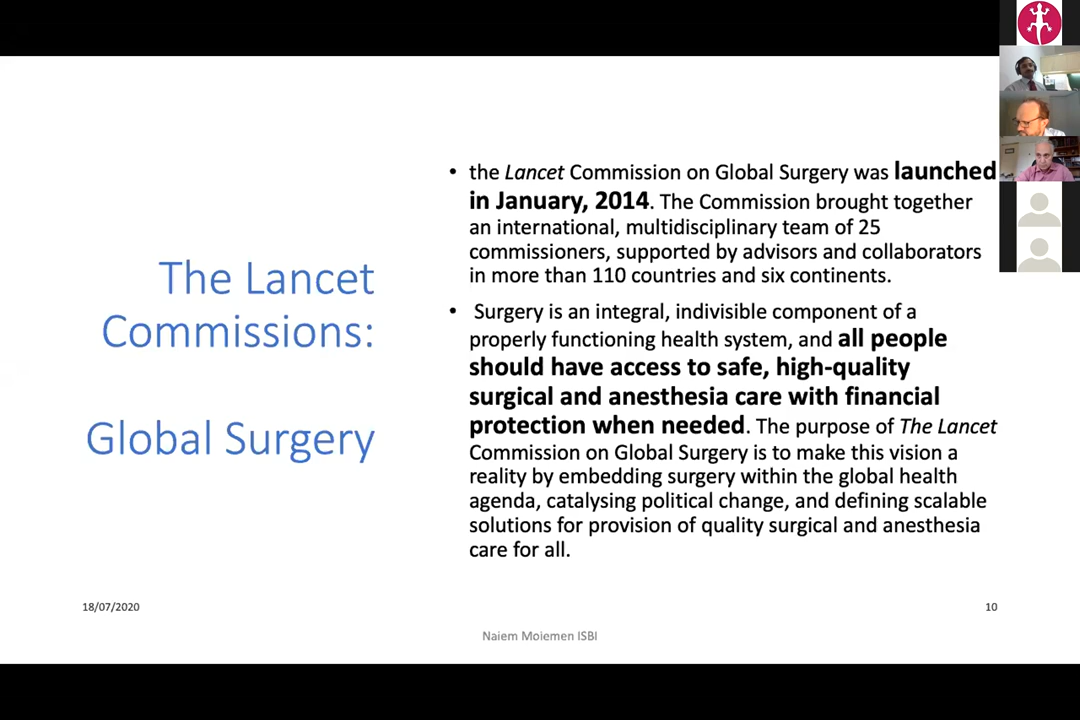 The Lancet
Commissions:
Global Surgery
• the Lancet Commission on Global Surgery was launched
in January, 2014. The Commission brought together
an international, multidisciplinary team of 25
commissioners, supported by advisors and collaborators
in more than 110 countries and six continents.
• Surgery is an integral, indivisible component of a
properly functioning health system, and all people
should have access to safe, high-quality
surgical and anesthesia care with financial
protection when needed. The purpose of The Lancet
Commission on Global Surgery is to make this vision a
reality by embedding surgery within the global health
agenda, catalysing political change, and defining scalable
solutions for provision of quality surgical and anesthesia
care for all.
18/07/2020
10
Naiem Moiemen ISBI